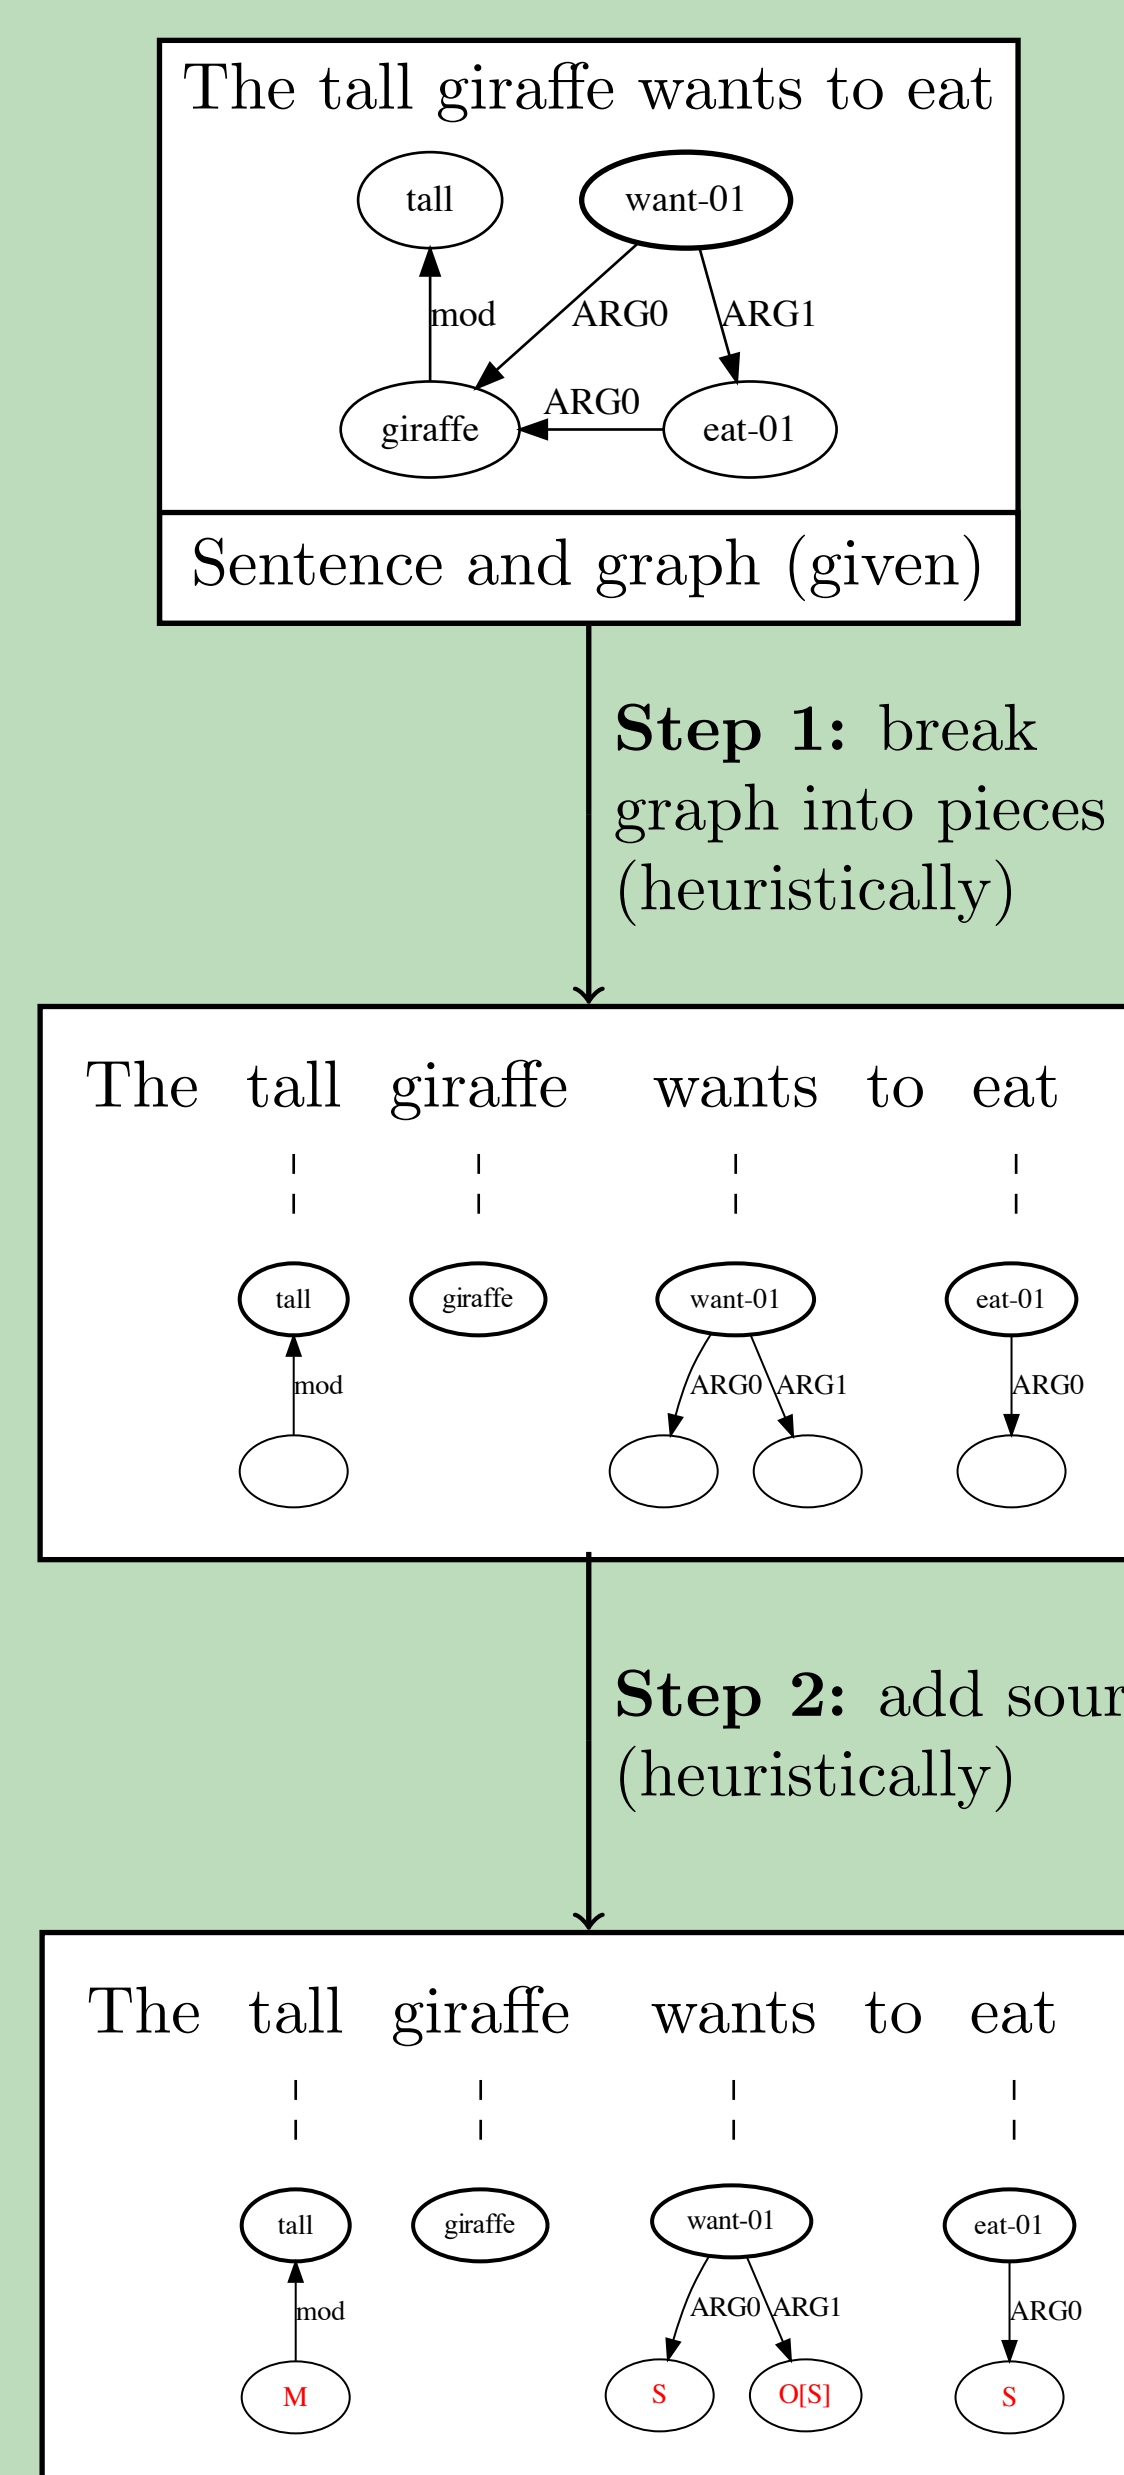 The tall giraffe wants to eat
tall want-01
mod ARG0 ARG1
ARG0
giraffe eat-01
Sentence and graph (given)
Step 1: break
graph into pieces
(heuristically)
The tall giraffe wants to eat
tall giraffe want-01 eat-01
mod ARG0 ARG1 ARG0
Step 2: add
(heuristically)
The tall giraffe wants to eat
tall giraffe want-01 eat-01
mod ARG0 ARG1 ARG0
M S O[S] S